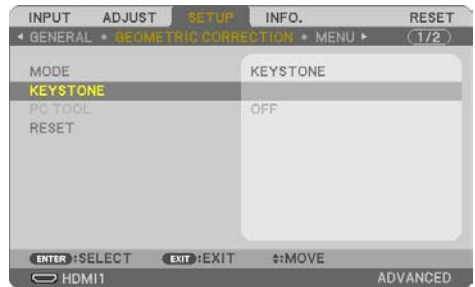 INPUT ADJUST SETUP INFO. RESET
◂ GENERAL • GEOMETRIC CORRECTION • MENU ▸ (1/2)
MODE KEYSTONE
KEYSTONE
PC TOOL OFF
RESET
ENTER :SELECT EXIT :EXIT ↕:MOVE
HDMI1 ADVANCED